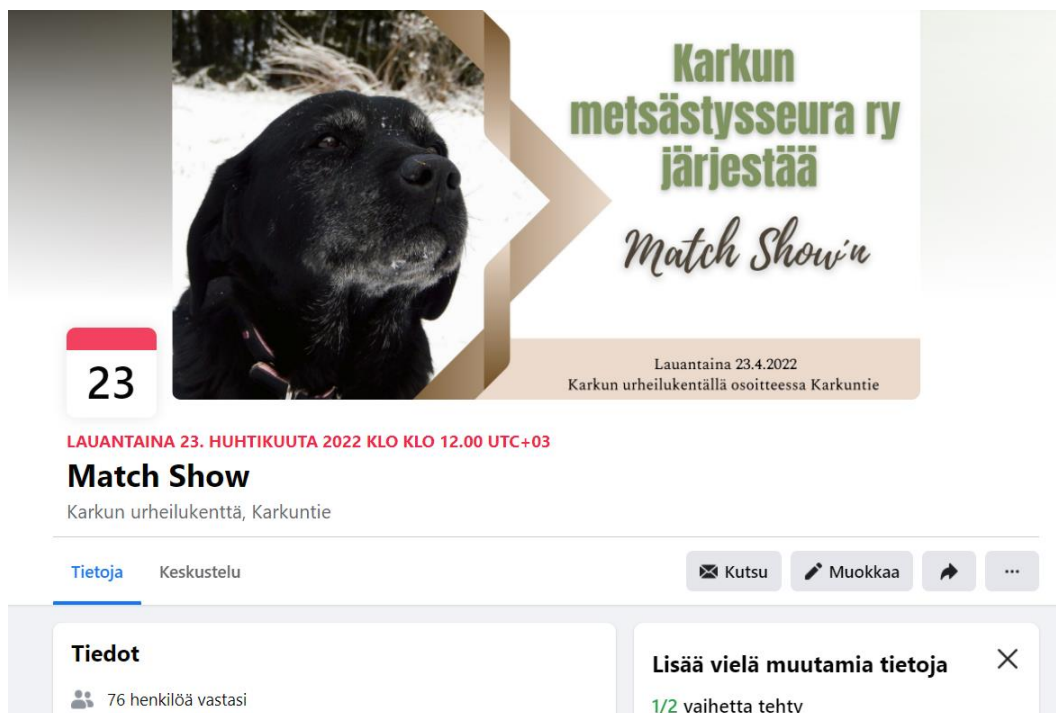 Karkun
metsästysseura ry
järjestää
Match Show'n
Lauantaina 23.4.2022
Karkun urheilukentällä osoitteessa Karkuntie
23
LAUANTAINA 23. HUHTIKUUTA 2022 KLO KLO 12.00 UTC+03
Match Show
Karkun urheilukenttä, Karkuntie
Tietoja Keskustelu Kutsu Muokkaa ...
Tiedot
76 henkilöä vastasi
Lisää vielä muutamia tietoja
1/2 vaihetta tehty